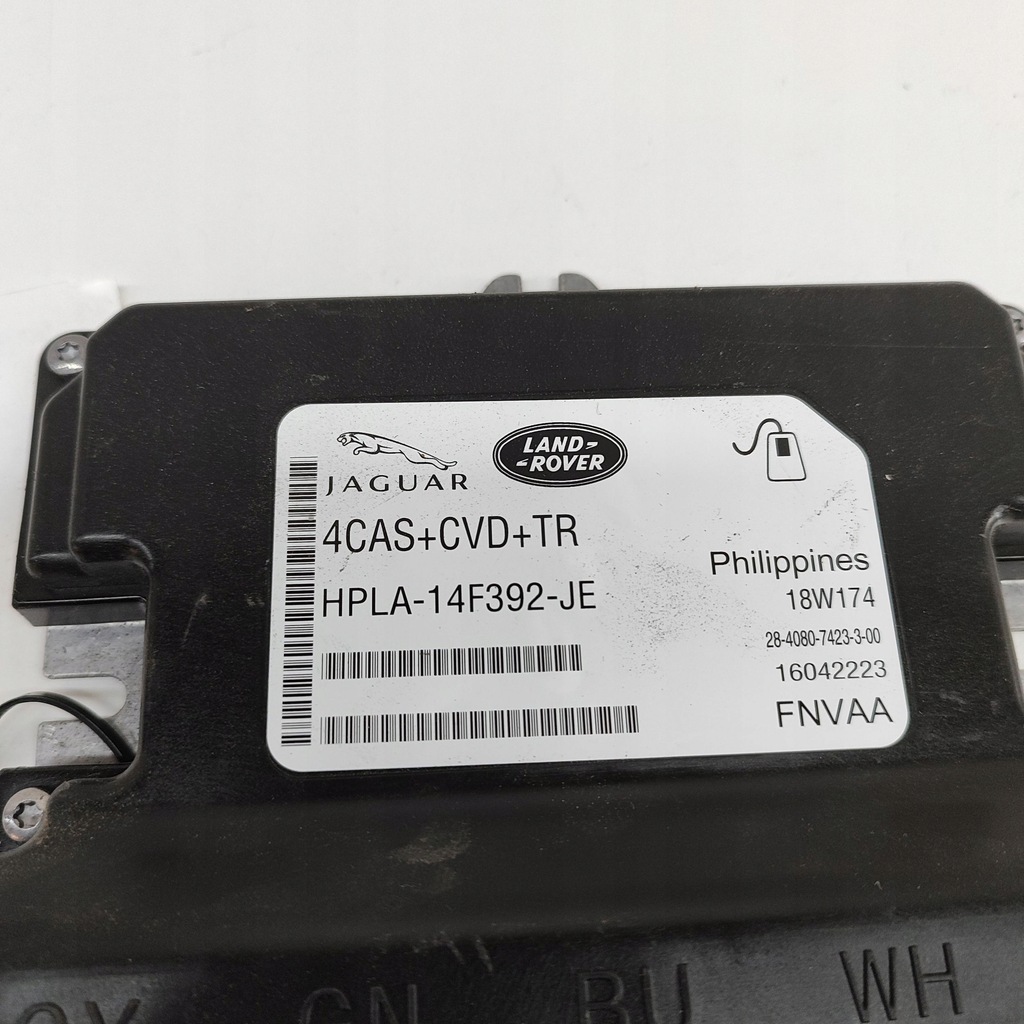 JAGUAR
LAND-
-ROVER
4CAS+CVD+TR
HPLA-14F392-JE
Philippines
18W174
28-4080-7423-3-00
16042223
FNVAA
GN BU WH